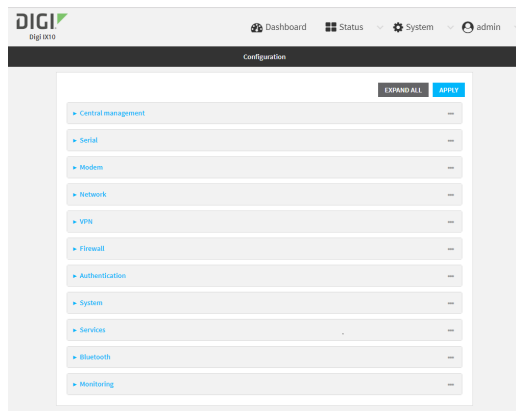 DIGI
Digi IX10
Dashboard Status System admin
Configuration
EXPAND ALL APPLY
Central management
Serial
Modem
Network
VPN
Firewall
Authentication
System
Services
Bluetooth
Monitoring